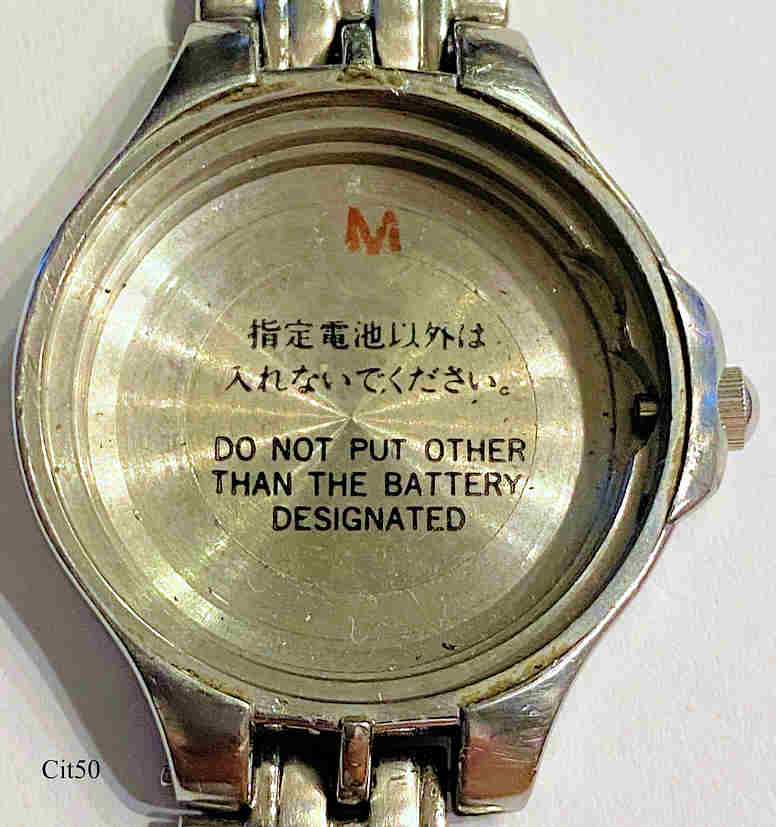 M
指定電池以外は
入れないでください。
DO NOT PUT OTHER
THAN THE BATTERY
DESIGNATED
Cit50